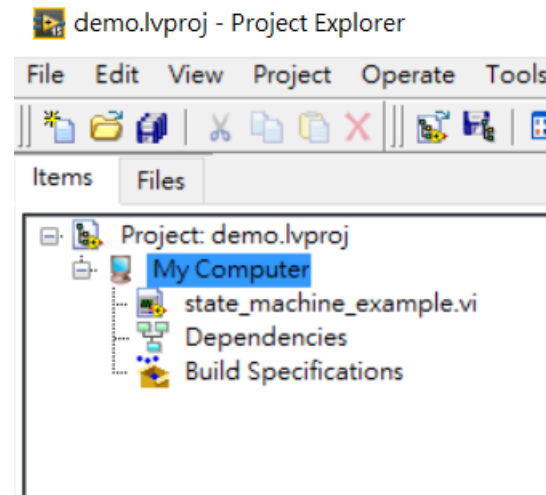 demo.lvproj - Project Explorer
File Edit View Project Operate Tools
Items Files
Project: demo.lvproj
My Computer
state_machine_example.vi
Dependencies
Build Specifications